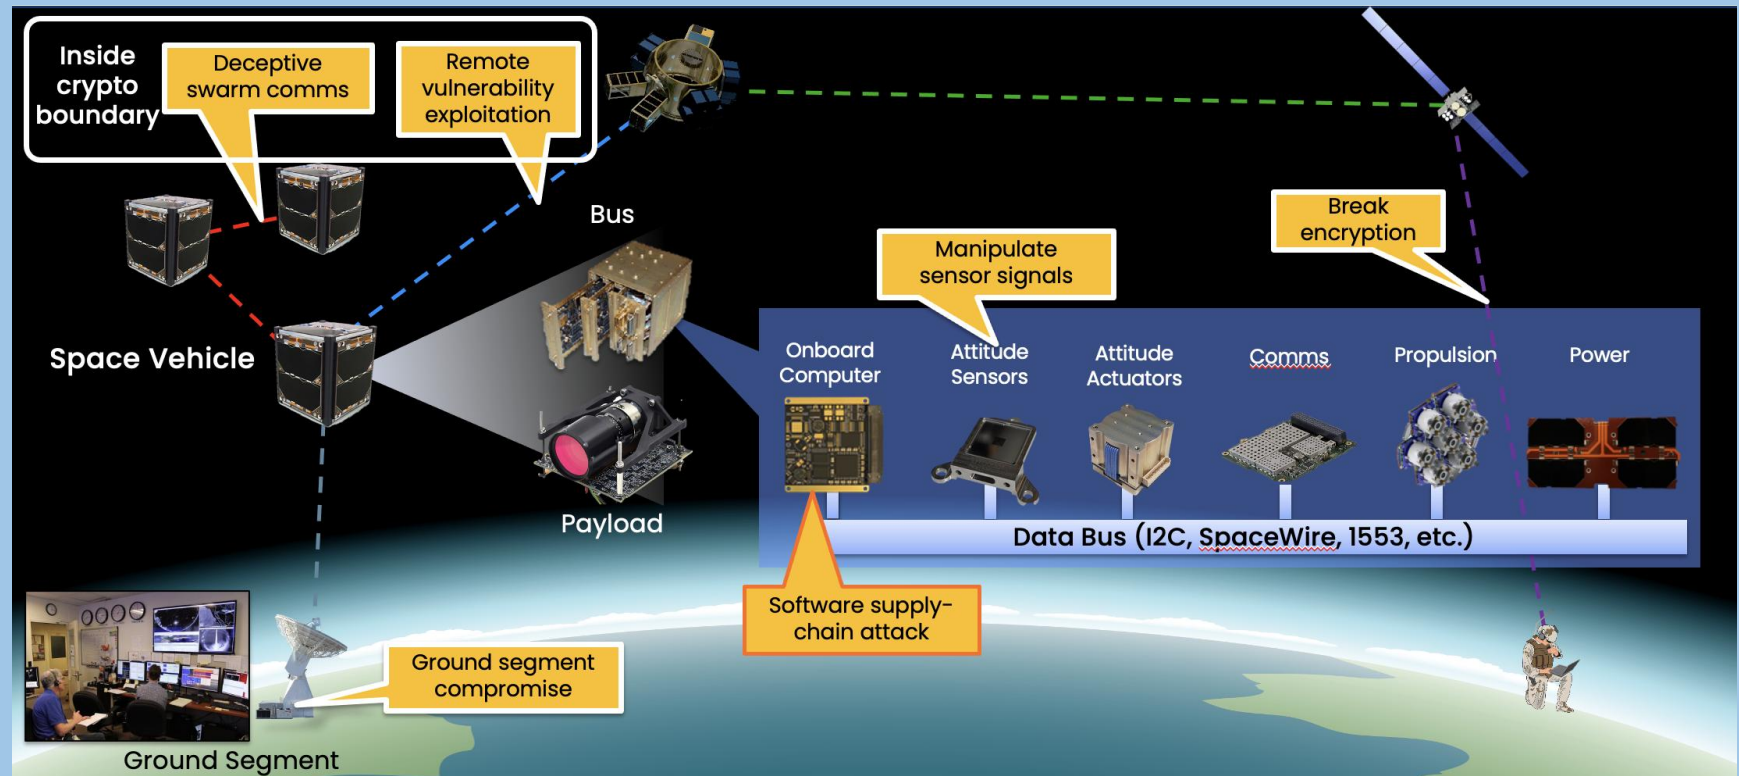 Inside
crypto
boundary
Deceptive
swarm comms
Remote
vulnerability
exploitation
Bus
Break
encryption
Manipulate
sensor signals
Space Vehicle
Onboard
Computer
Attitude
Sensors
Attitude
Actuators
Comms
Propulsion
Power
Payload
Data Bus (I2C, SpaceWire, 1553, etc.)
Software supply-
chain attack
Ground segment
compromise
Ground Segment